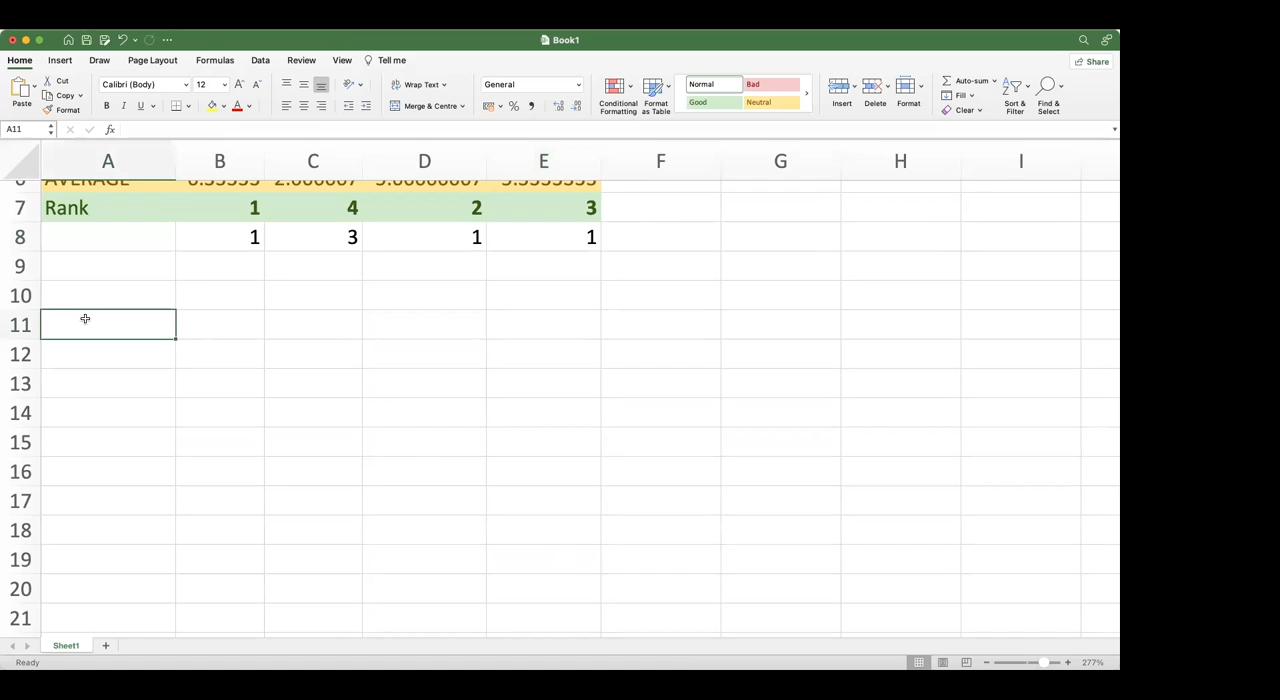 Book1
Home Insert Draw Page Layout Formulas Data Review View Tell me Share
Paste Cut Copy Format Calibri (Body) 12 A A B I U A Wrap Text Merge & Centre General % Conditional Formatting Format as Table Normal Bad Good Neutral Insert Delete Format Auto-sum Fill Clear Sort & Filter Find & Select
A11 fx
A B C D E F G H I
6 AVERAGE
7 Rank 1 4 2 3
8 1 3 1 1
9
10
11
12
13
14
15
16
17
18
19
20
21
Sheet1 +
Ready 277%